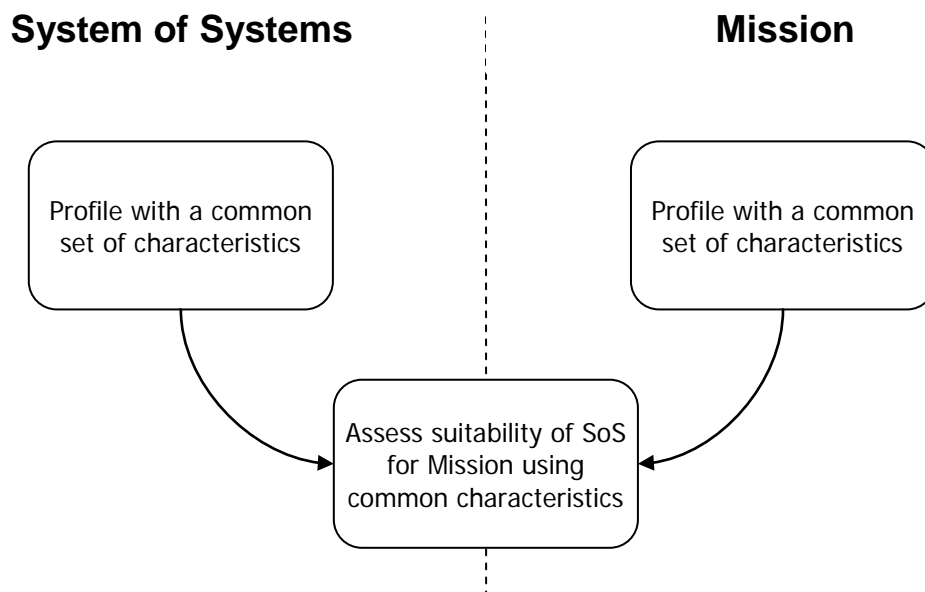 System of Systems
Mission
Profile with a common
set of characteristics
Profile with a common
set of characteristics
Assess suitability of SoS
for Mission using
common characteristics